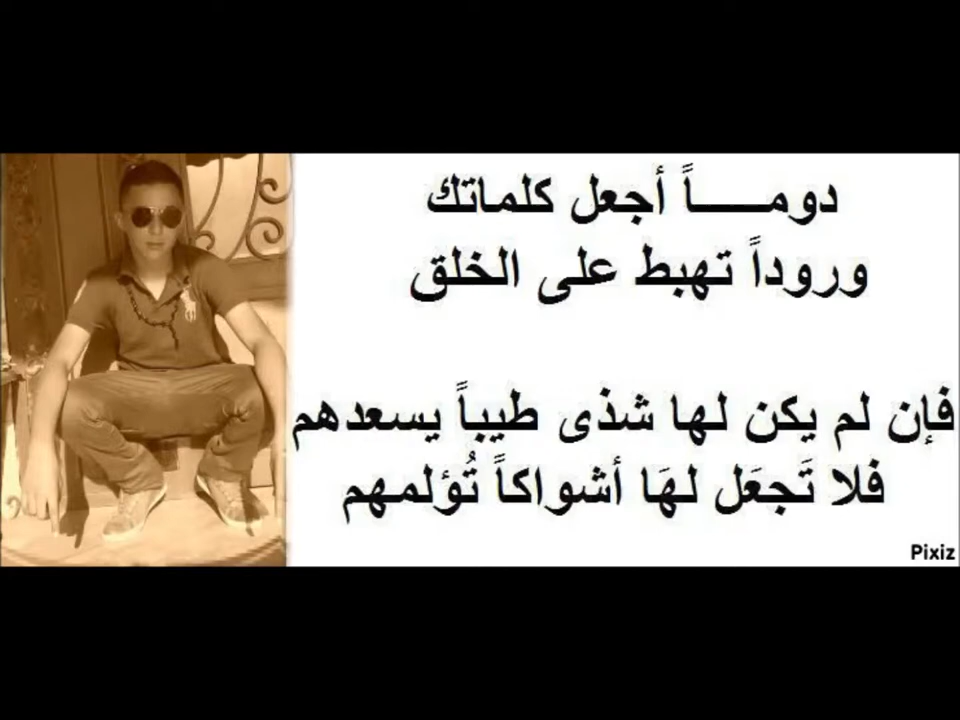 دومـــــاً أجعل كلماتك
وروداً تهبط على الخلق
فإن لم يكن لها شذى طيباً يسعدهم
فلا تَجعَل لهَا أشواكاً تُؤلمهم
Pixiz